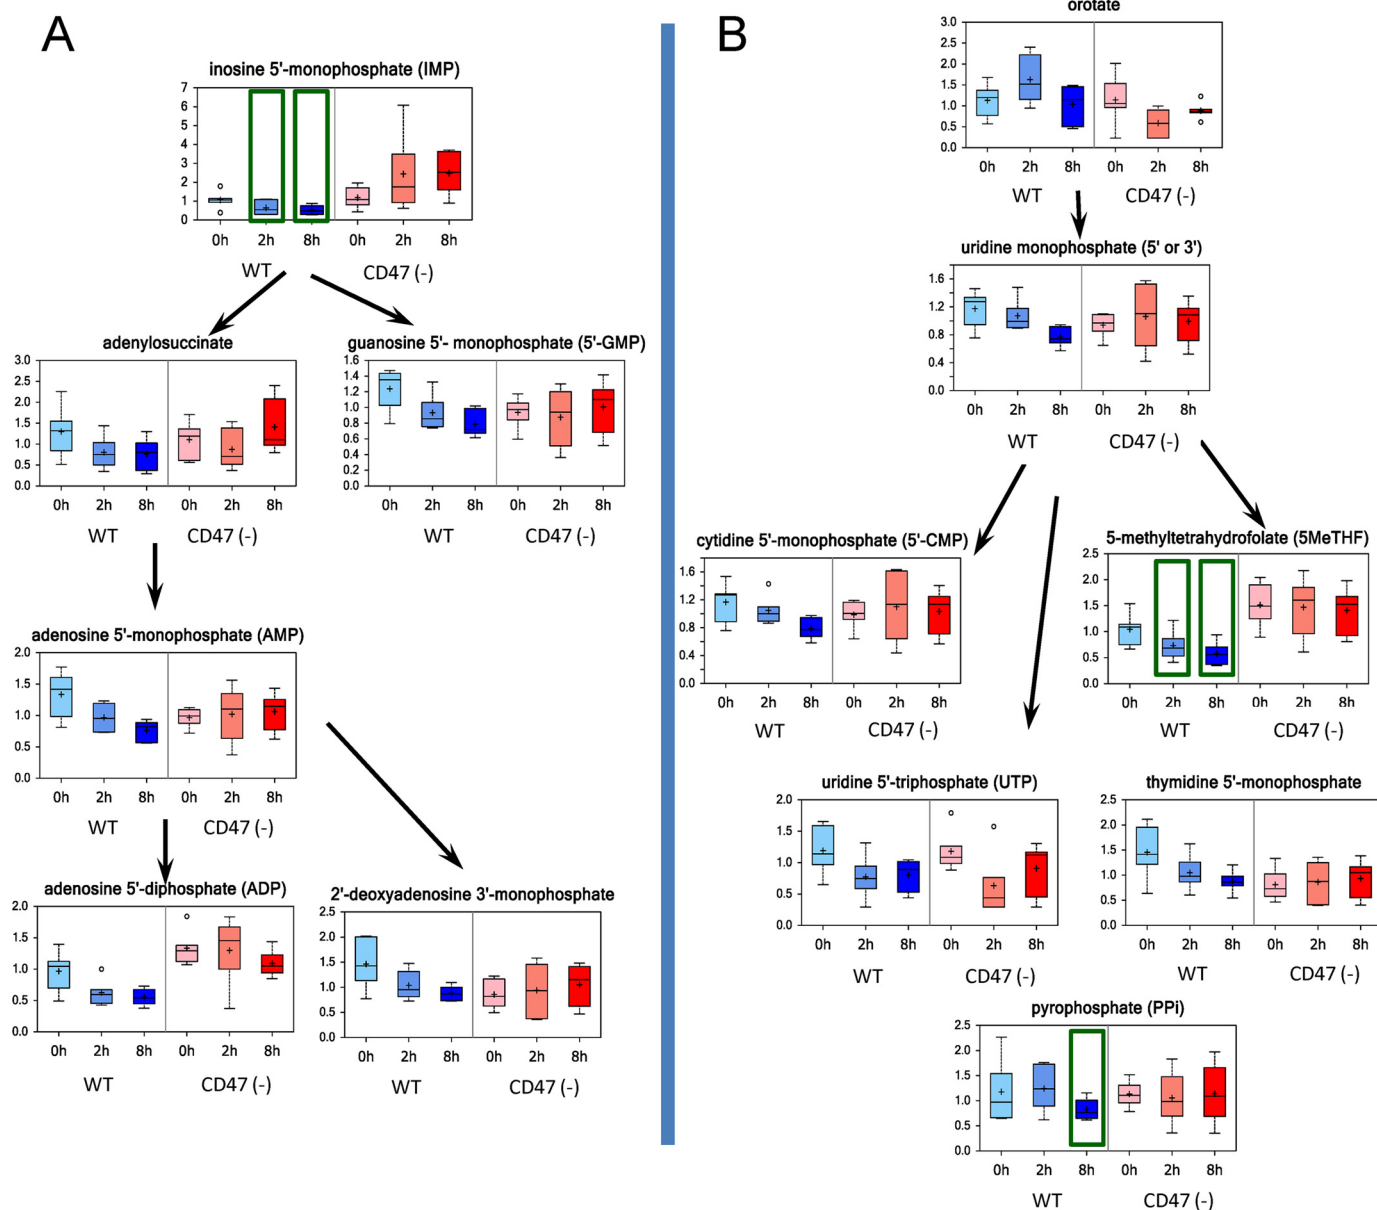 A
inosine 5'-monophosphate (IMP)
7
6
5
4
3
2
1
0
0h 2h 8h 0h 2h 8h
WT CD47 (-)
adenylosuccinate
3.0
2.5
2.0
1.5
1.0
0.5
0.0
0h 2h 8h 0h 2h 8h
WT CD47 (-)
guanosine 5'- monophosphate (5'-GMP)
1.6
1.4
1.2
1.0
0.8
0.6
0.4
0.2
0.0
0h 2h 8h 0h 2h 8h
WT CD47 (-)
adenosine 5'-monophosphate (AMP)
2.0
1.5
1.0
0.5
0.0
0h 2h 8h 0h 2h 8h
WT CD47 (-)
adenosine 5'-diphosphate (ADP)
2.0
1.5
1.0
0.5
0.0
0h 2h 8h 0h 2h 8h
WT CD47 (-)
2'-deoxyadenosine 3'-monophosphate
2.5
2.0
1.5
1.0
0.5
0.0
0h 2h 8h 0h 2h 8h
WT CD47 (-)
B
orotate
3.0
2.5
2.0
1.5
1.0
0.5
0.0
0h 2h 8h 0h 2h 8h
WT CD47 (-)
uridine monophosphate (5' or 3')
1.6
1.2
0.8
0.4
0.0
0h 2h 8h 0h 2h 8h
WT CD47 (-)
cytidine 5'-monophosphate (5'-CMP)
1.6
1.2
0.8
0.4
0.0
0h 2h 8h 0h 2h 8h
WT CD47 (-)
5-methyltetrahydrofolate (5MeTHF)
2.5
2.0
1.5
1.0
0.5
0.0
0h 2h 8h 0h 2h 8h
WT CD47 (-)
uridine 5'-triphosphate (UTP)
2.0
1.5
1.0
0.5
0.0
0h 2h 8h 0h 2h 8h
WT CD47 (-)
thymidine 5'-monophosphate
2.5
2.0
1.5
1.0
0.5
0.0
0h 2h 8h 0h 2h 8h
WT CD47 (-)
pyrophosphate (PPi)
2.5
2.0
1.5
1.0
0.5
0.0
0h 2h 8h 0h 2h 8h
WT CD47 (-)